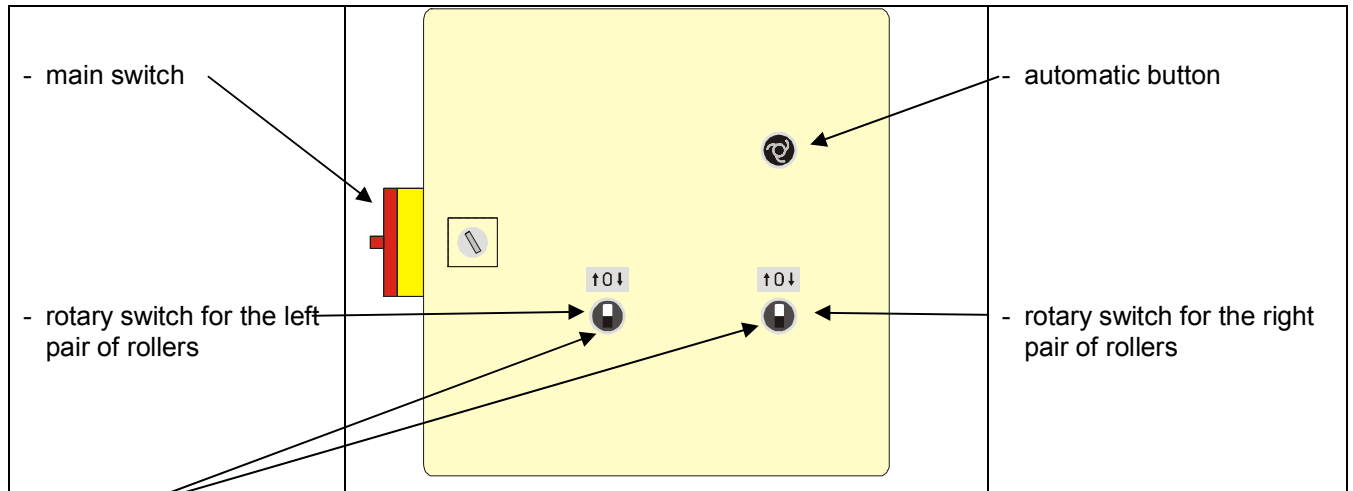 - main switch
- automatic button
↑0↓ ↑0↓
- rotary switch for the left
pair of rollers
- rotary switch for the right
pair of rollers